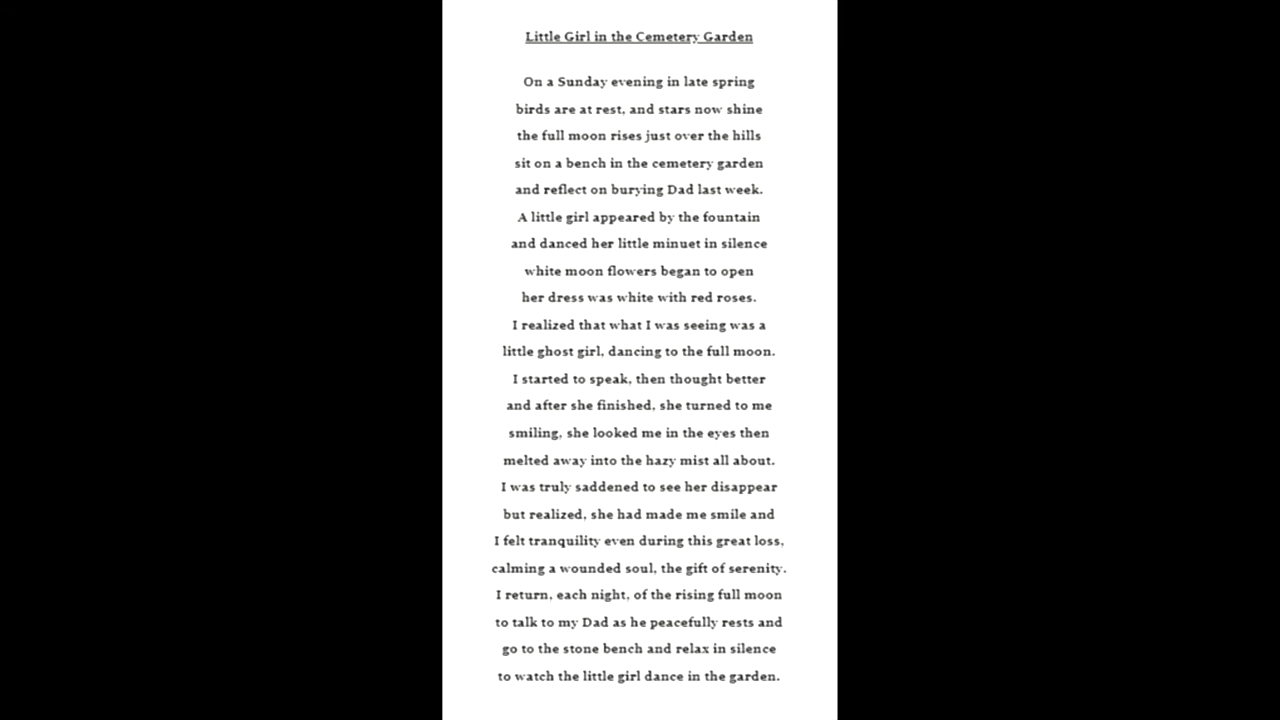 Little Girl in the Cemetery Garden
On a Sunday evening in late spring
birds are at rest, and stars now shine
the full moon rises just over the hills
sit on a bench in the cemetery garden
and reflect on burying Dad last week.
A little girl appeared by the fountain
and danced her little minuet in silence
white moon flowers began to open
her dress was white with red roses.
I realized that what I was seeing was a
little ghost girl, dancing to the full moon.
I started to speak, then thought better
and after she finished, she turned to me
smiling, she looked me in the eyes then
melted away into the hazy mist all about.
I was truly saddened to see her disappear
but realized, she had made me smile and
I felt tranquility even during this great loss,
calming a wounded soul, the gift of serenity.
I return, each night, of the rising full moon
to talk to my Dad as he peacefully rests and
go to the stone bench and relax in silence
to watch the little girl dance in the garden.